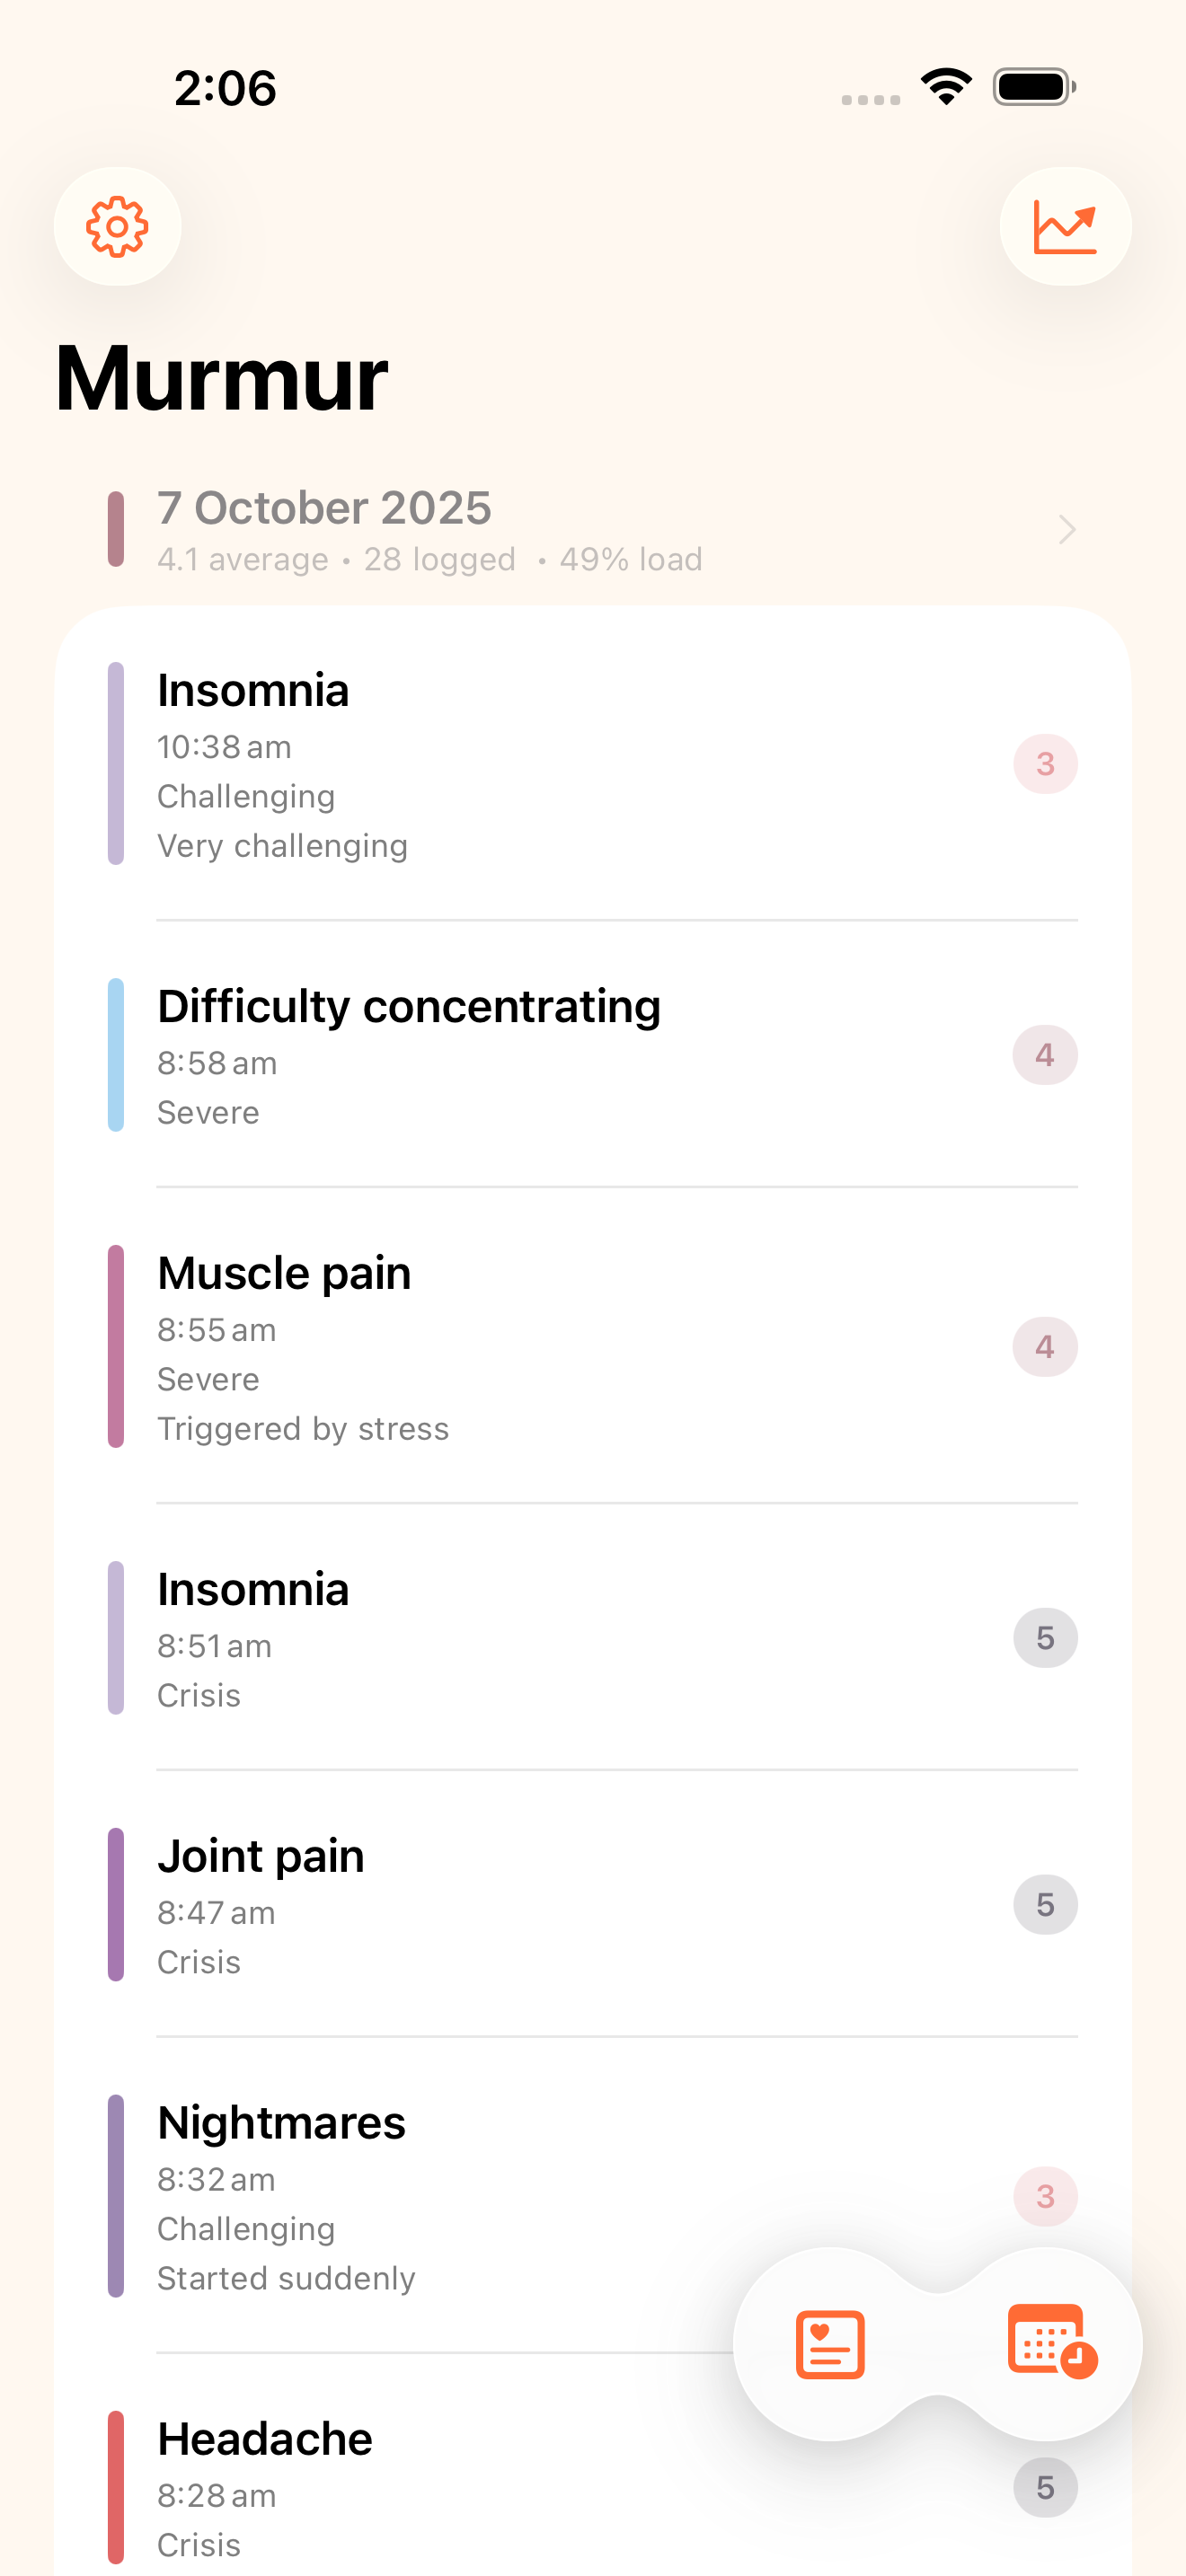 2:06
Murmur
7 October 2025
4.1 average • 28 logged • 49% load
Insomnia
10:38 am
Challenging
Very challenging
3
Difficulty concentrating
8:58 am
Severe
4
Muscle pain
8:55 am
Severe
Triggered by stress
4
Insomnia
8:51 am
Crisis
5
Joint pain
8:47 am
Crisis
5
Nightmares
8:32 am
Challenging
Started suddenly
3
Headache
8:28 am
Crisis
5